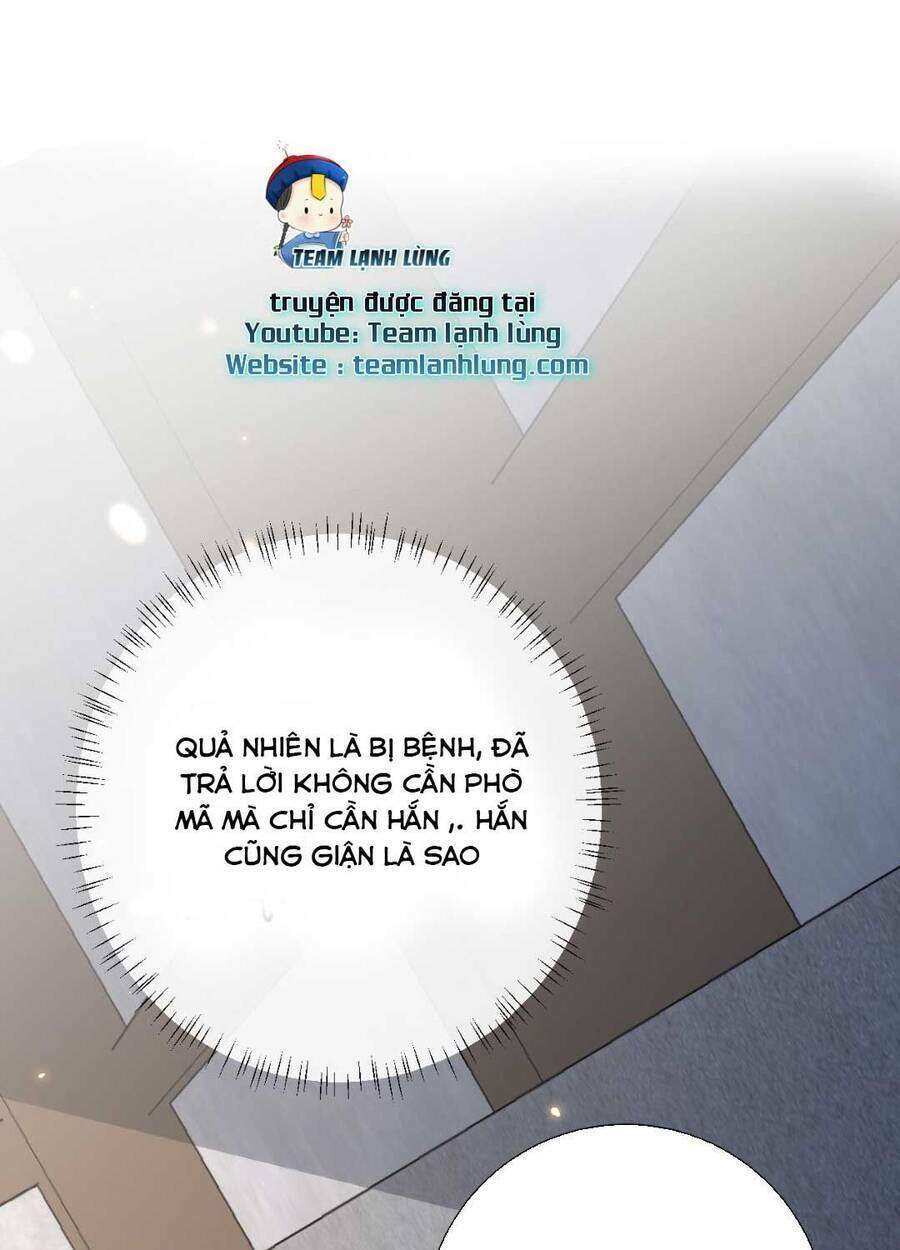 TEAM LẠNH LÙNG
truyện được đăng tại
Youtube: Team lạnh lùng
Website : teamlanhlung.com
QUẢ NHIÊN LÀ BỊ BỆNH, ĐÃ
TRẢ LỜI KHÔNG CẦN PHÒ
MÃ MÀ CHỈ CẦN HẮN ,. HẮN
CŨNG GIẬN LÀ SAO